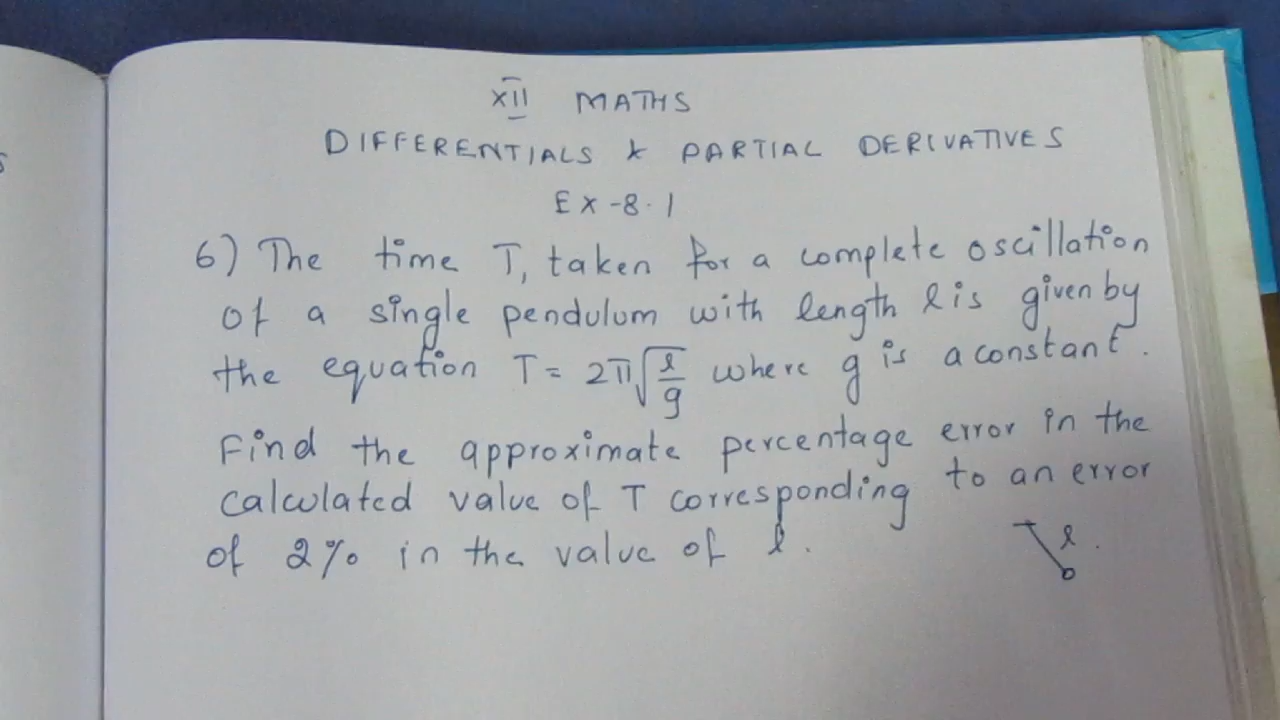 XII MATHS
DIFFERENTIALS & PARTIAL DERIVATIVES
EX-8.1
6) The time T, taken for a complete oscillation
of a single pendulum with length l is given by
the equation T = 2π√(l/g) where g is a constant.
Find the approximate percentage error in the
calculated value of T corresponding to an error
of 2% in the value of l.
l.